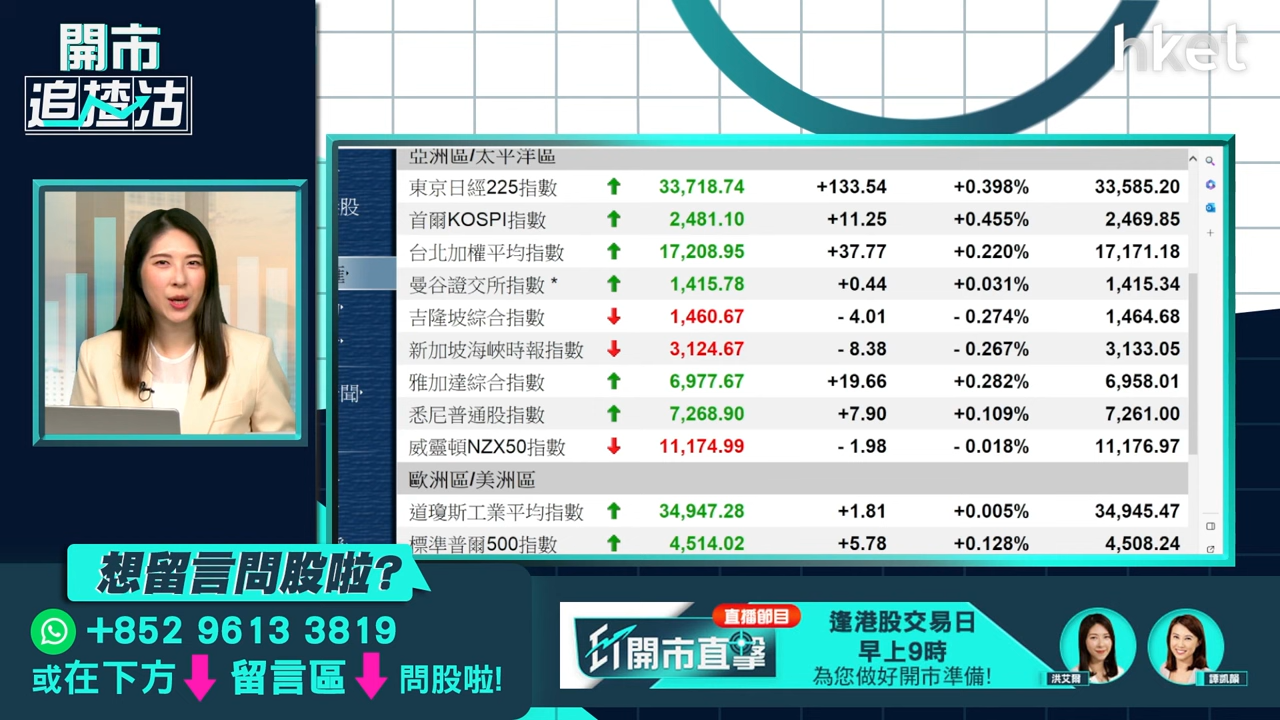 開市
追揸沽
hket
亞洲區/太平洋區
東京日經225指數 33,718.74 +133.54 +0.398% 33,585.20
首爾KOSPI指數 2,481.10 +11.25 +0.455% 2,469.85
台北加權平均指數 17,208.95 +37.77 +0.220% 17,171.18
曼谷證交所指數 * 1,415.78 +0.44 +0.031% 1,415.34
吉隆坡綜合指數 1,460.67 - 4.01 - 0.274% 1,464.68
新加坡海峽時報指數 3,124.67 - 8.38 - 0.267% 3,133.05
雅加達綜合指數 6,977.67 +19.66 +0.282% 6,958.01
悉尼普通股指數 7,268.90 +7.90 +0.109% 7,261.00
威靈頓NZX50指數 11,174.99 - 1.98 - 0.018% 11,176.97
歐洲區/美洲區
道瓊斯工業平均指數 34,947.28 +1.81 +0.005% 34,945.47
標準普爾500指數 4,514.02 +5.78 +0.128% 4,508.24
股
聞
想留言問股啦?
+852 9613 3819
或在下方 留言區 問股啦!
直播節目
ET開市直擊
逢港股交易日
早上9時
為您做好開市準備!
洪艾爾
譚凱韻